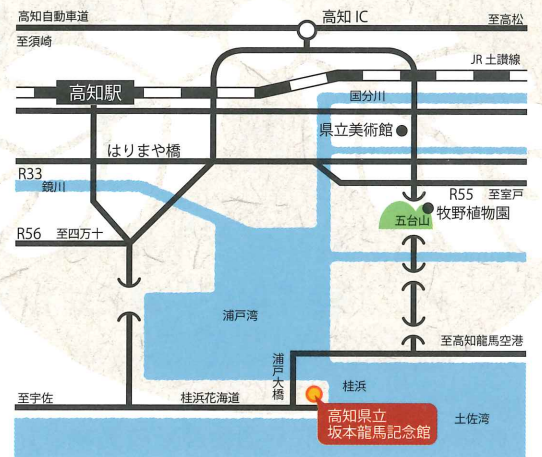 高知自動車道
高知 IC
至高松
至須崎
JR 土讃線
高知駅
国分川
県立美術館
はりまや橋
R33
鏡川
R55 至室戸
牧野植物園
五台山
R56 至四万十
浦戸湾
至高知龍馬空港
浦戸大橋
桂浜
至宇佐
桂浜花海道
高知県立
坂本龍馬記念館
土佐湾